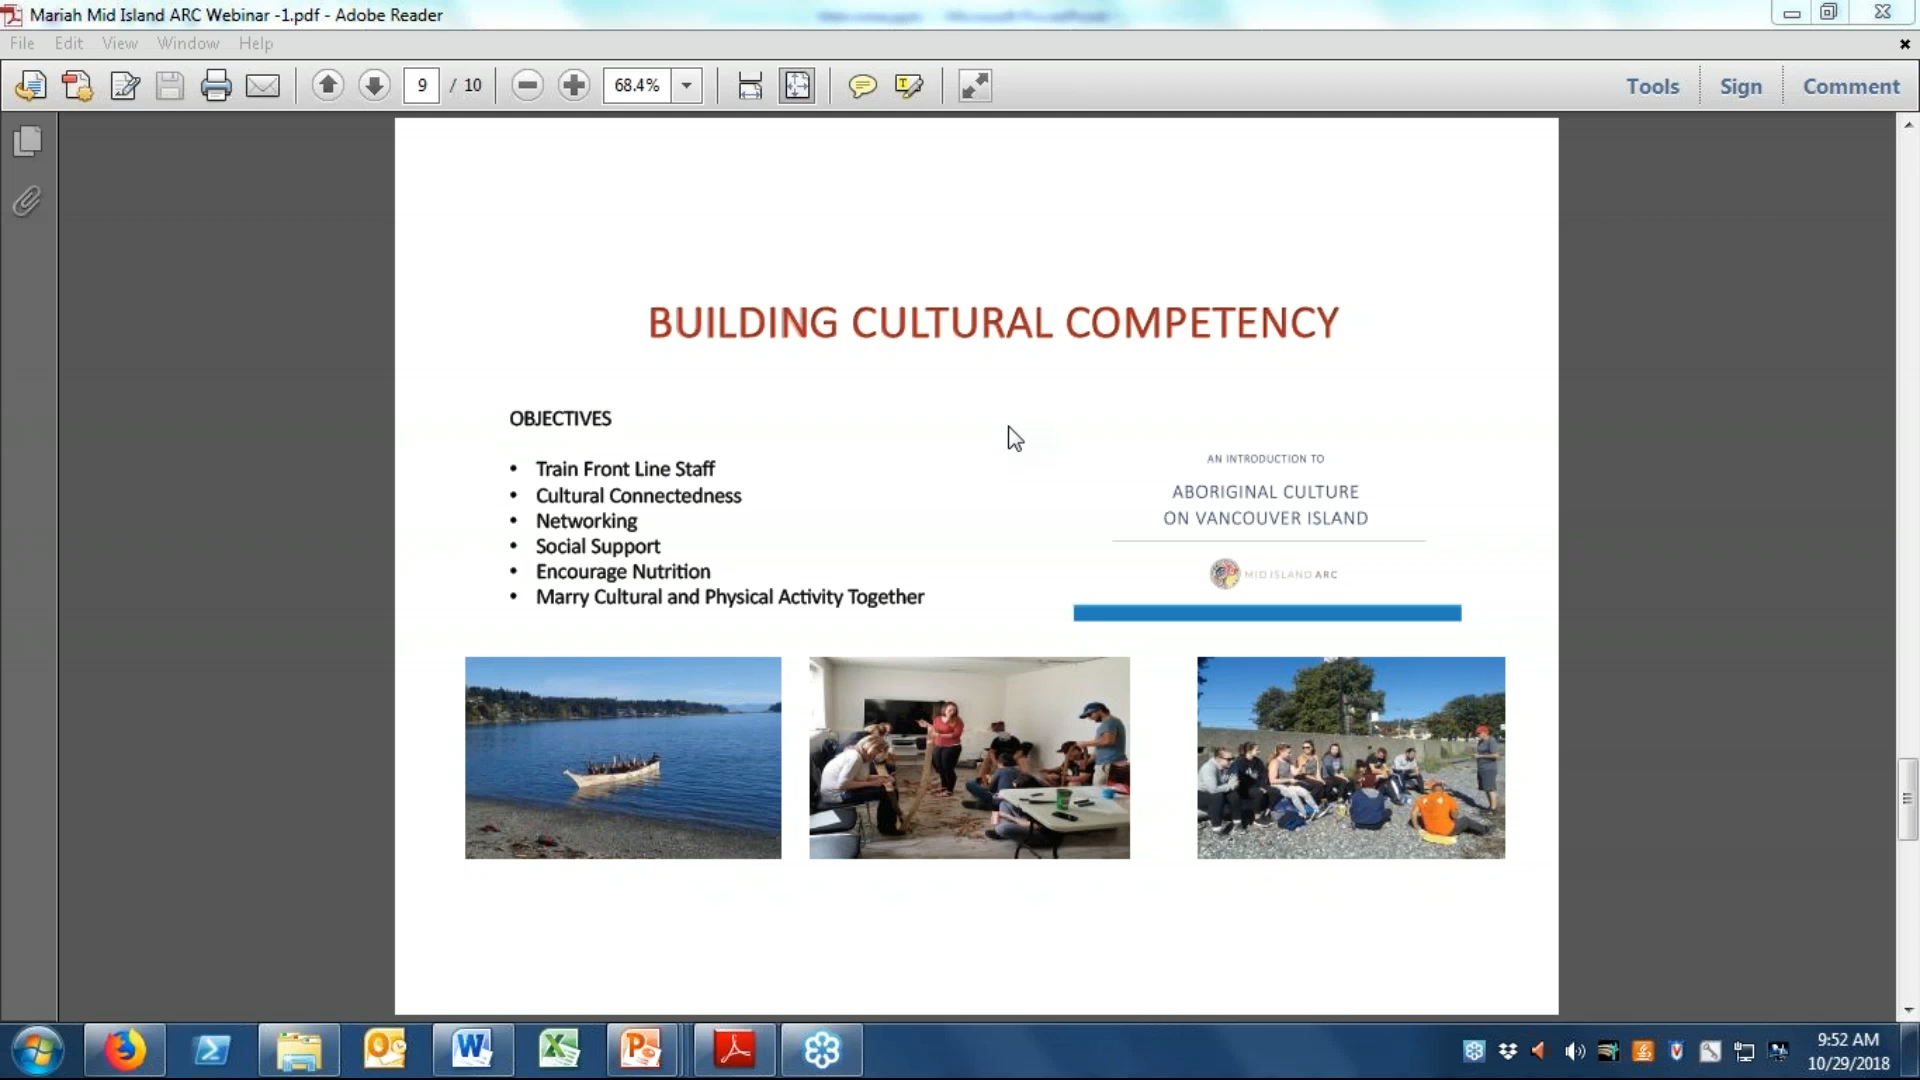 Mariah Mid Island ARC Webinar -1.pdf - Adobe Reader
File Edit View Window Help
9 / 10
68.4%
Tools Sign Comment
BUILDING CULTURAL COMPETENCY
OBJECTIVES
• Train Front Line Staff
• Cultural Connectedness
• Networking
• Social Support
• Encourage Nutrition
• Marry Cultural and Physical Activity Together
AN INTRODUCTION TO
ABORIGINAL CULTURE
ON VANCOUVER ISLAND
MID ISLAND ARC
9:52 AM
10/29/2018